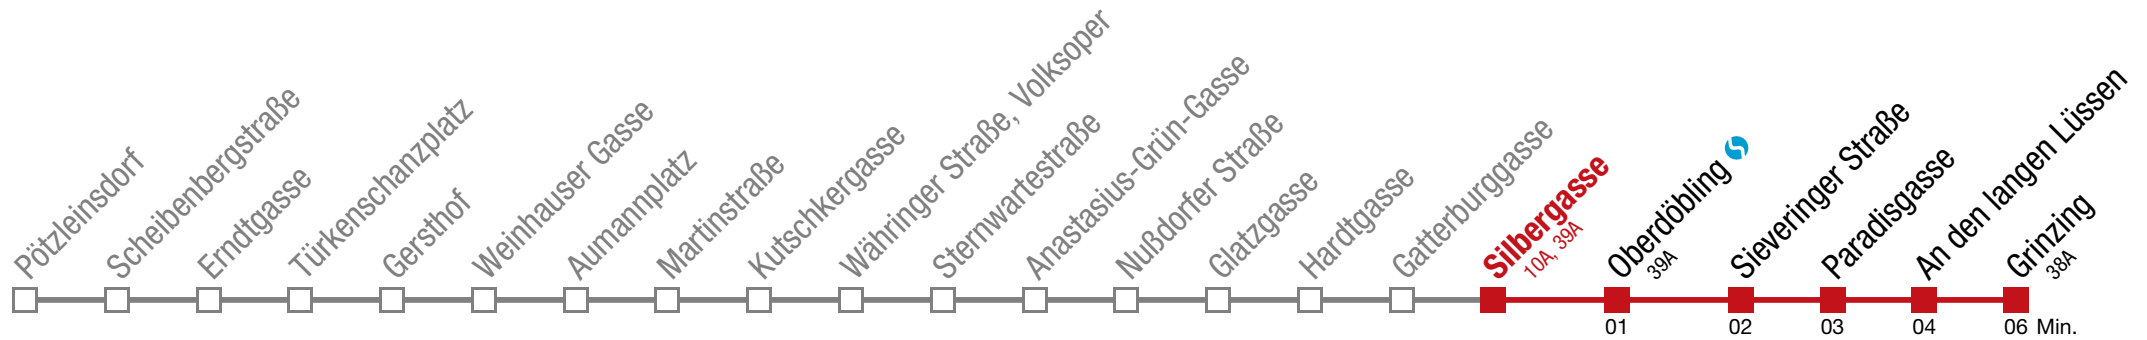 Pötzleinsdorf
Scheibenbergstraße
Erndtgasse
Türkenschanzplatz
Gersthof
Weinhauser Gasse
Aumannplatz
Martinstraße
Kutschkergasse
Währinger Straße, Volksoper
Sternwartestraße
Anastasius-Grün-Gasse
Nußdorfer Straße
Glatzgasse
Hardtgasse
Gatterburggasse
Silbergasse
10A, 39A
Oberdöbling
39A
Sieveringer Straße
Paradisgasse
An den langen Lüssen
Grinzing
38A
01 02 03 04 06 Min.